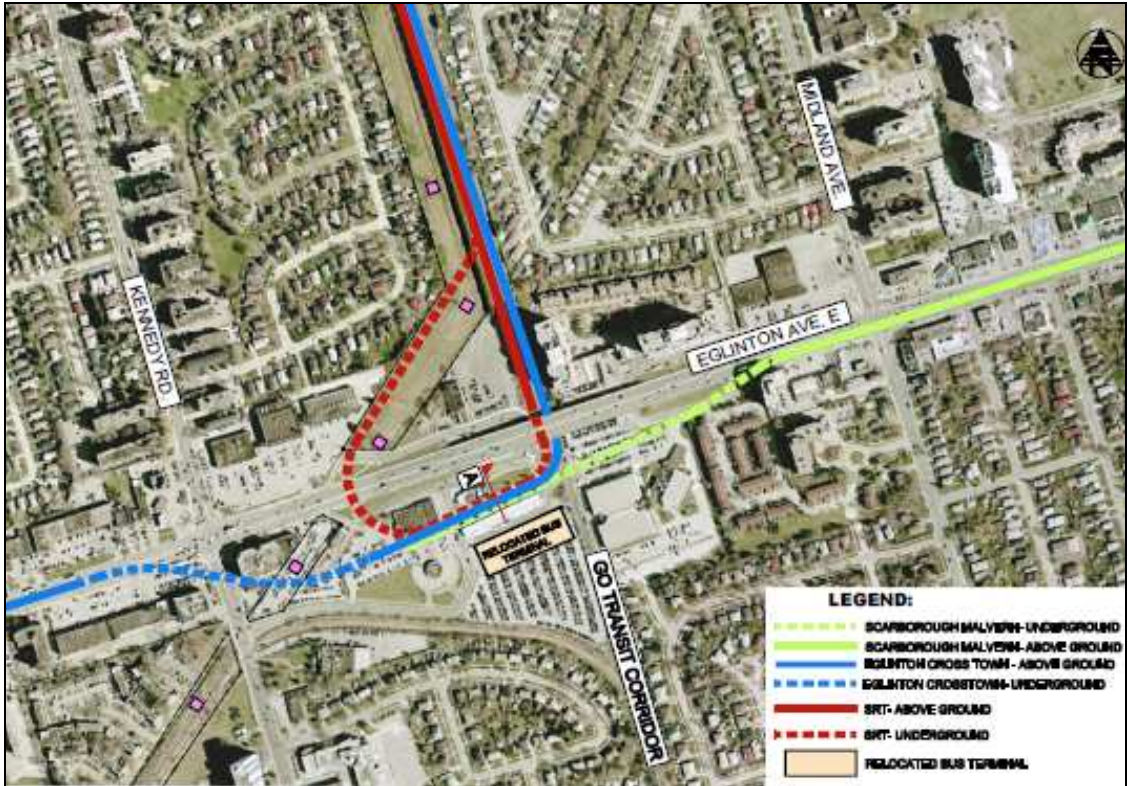 MIDLAND AVE.
KENNEDY RD.
EGLINTON AVE. E
A
RELOCATED BUS
TERMINAL
GO TRANSIT CORRIDOR
LEGEND:
SCARBOROUGH MALVERN- UNDERGROUND
SCARBOROUGH MALVERN- ABOVE GROUND
EGLINTON CROSS TOWN - ABOVE GROUND
EGLINTON CROSSTOWN- UNDERGROUND
SRT- ABOVE GROUND
SRT- UNDERGROUND
RELOCATED BUS TERMINAL